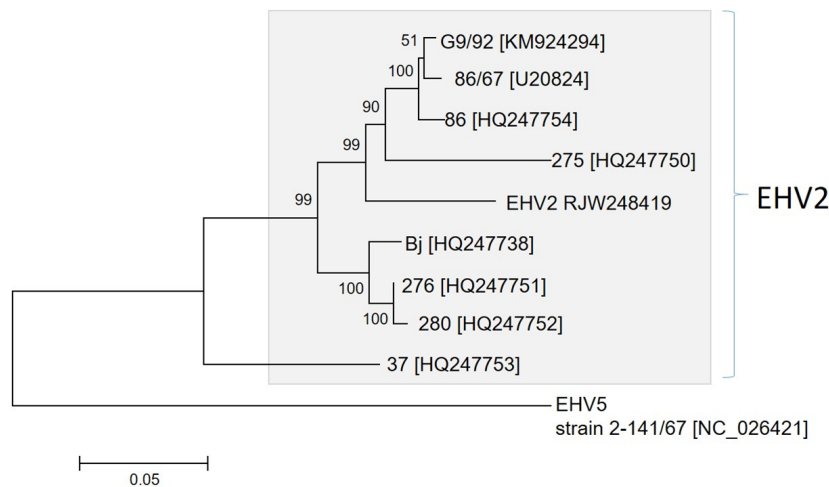 51
G9/92 [KM924294]
100
86/67 [U20824]
90
86 [HQ247754]
99
275 [HQ247750]
99
EHV2 RJW248419
EHV2
Bj [HQ247738]
100
276 [HQ247751]
100
280 [HQ247752]
37 [HQ247753]
EHV5
strain 2-141/67 [NC_026421]
0.05